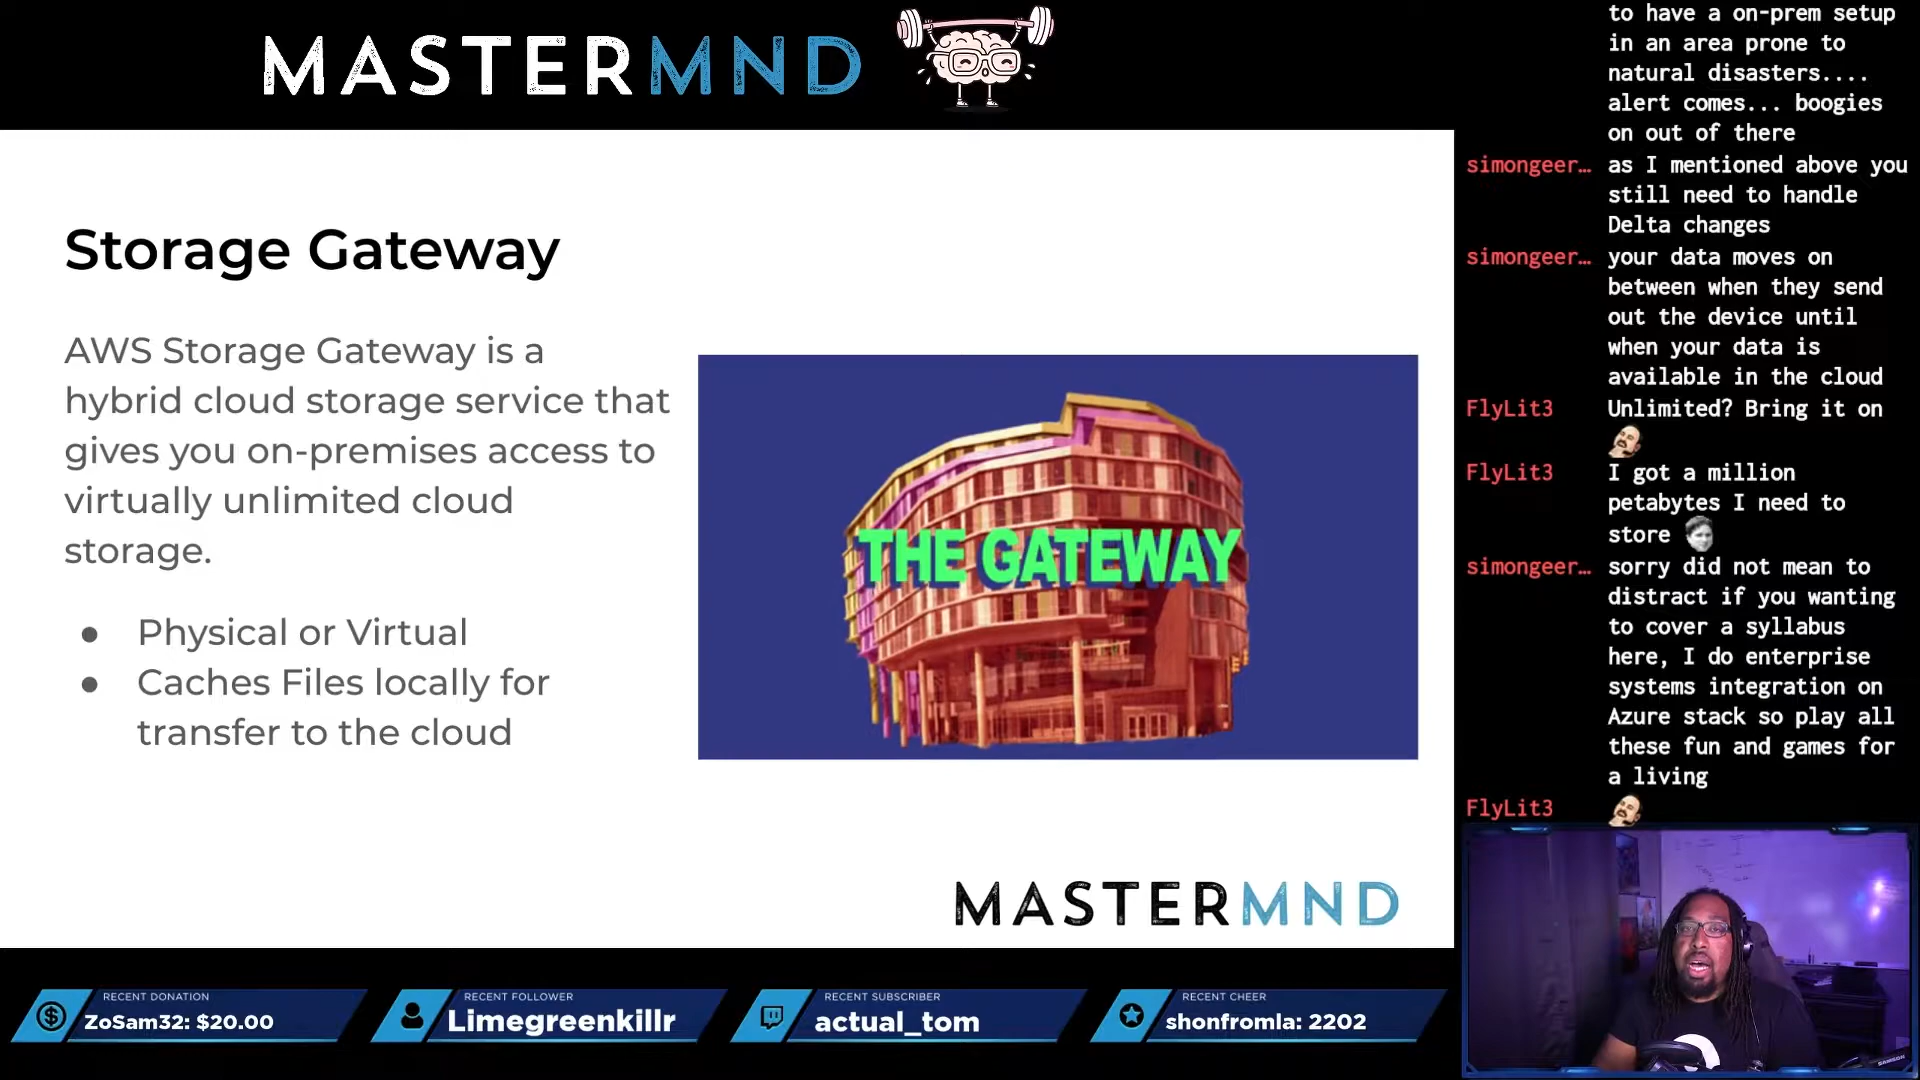 MASTERMND
Storage Gateway
AWS Storage Gateway is a
hybrid cloud storage service that
gives you on-premises access to
virtually unlimited cloud
storage.
● Physical or Virtual
● Caches Files locally for
transfer to the cloud
THE GATEWAY
MASTERMND
to have a on-prem setup
in an area prone to
natural disasters....
alert comes... boogies
on out of there
simongeer… as I mentioned above you
still need to handle
Delta changes
simongeer… your data moves on
between when they send
out the device until
when your data is
available in the cloud
FlyLit3 Unlimited? Bring it on
FlyLit3 I got a million
petabytes I need to
store
simongeer… sorry did not mean to
distract if you wanting
to cover a syllabus
here, I do enterprise
systems integration on
Azure stack so play all
these fun and games for
a living
FlyLit3
RECENT DONATION
ZoSam32: $20.00
RECENT FOLLOWER
Limegreenkillr
RECENT SUBSCRIBER
actual_tom
RECENT CHEER
shonfromla: 2202
SAMSON